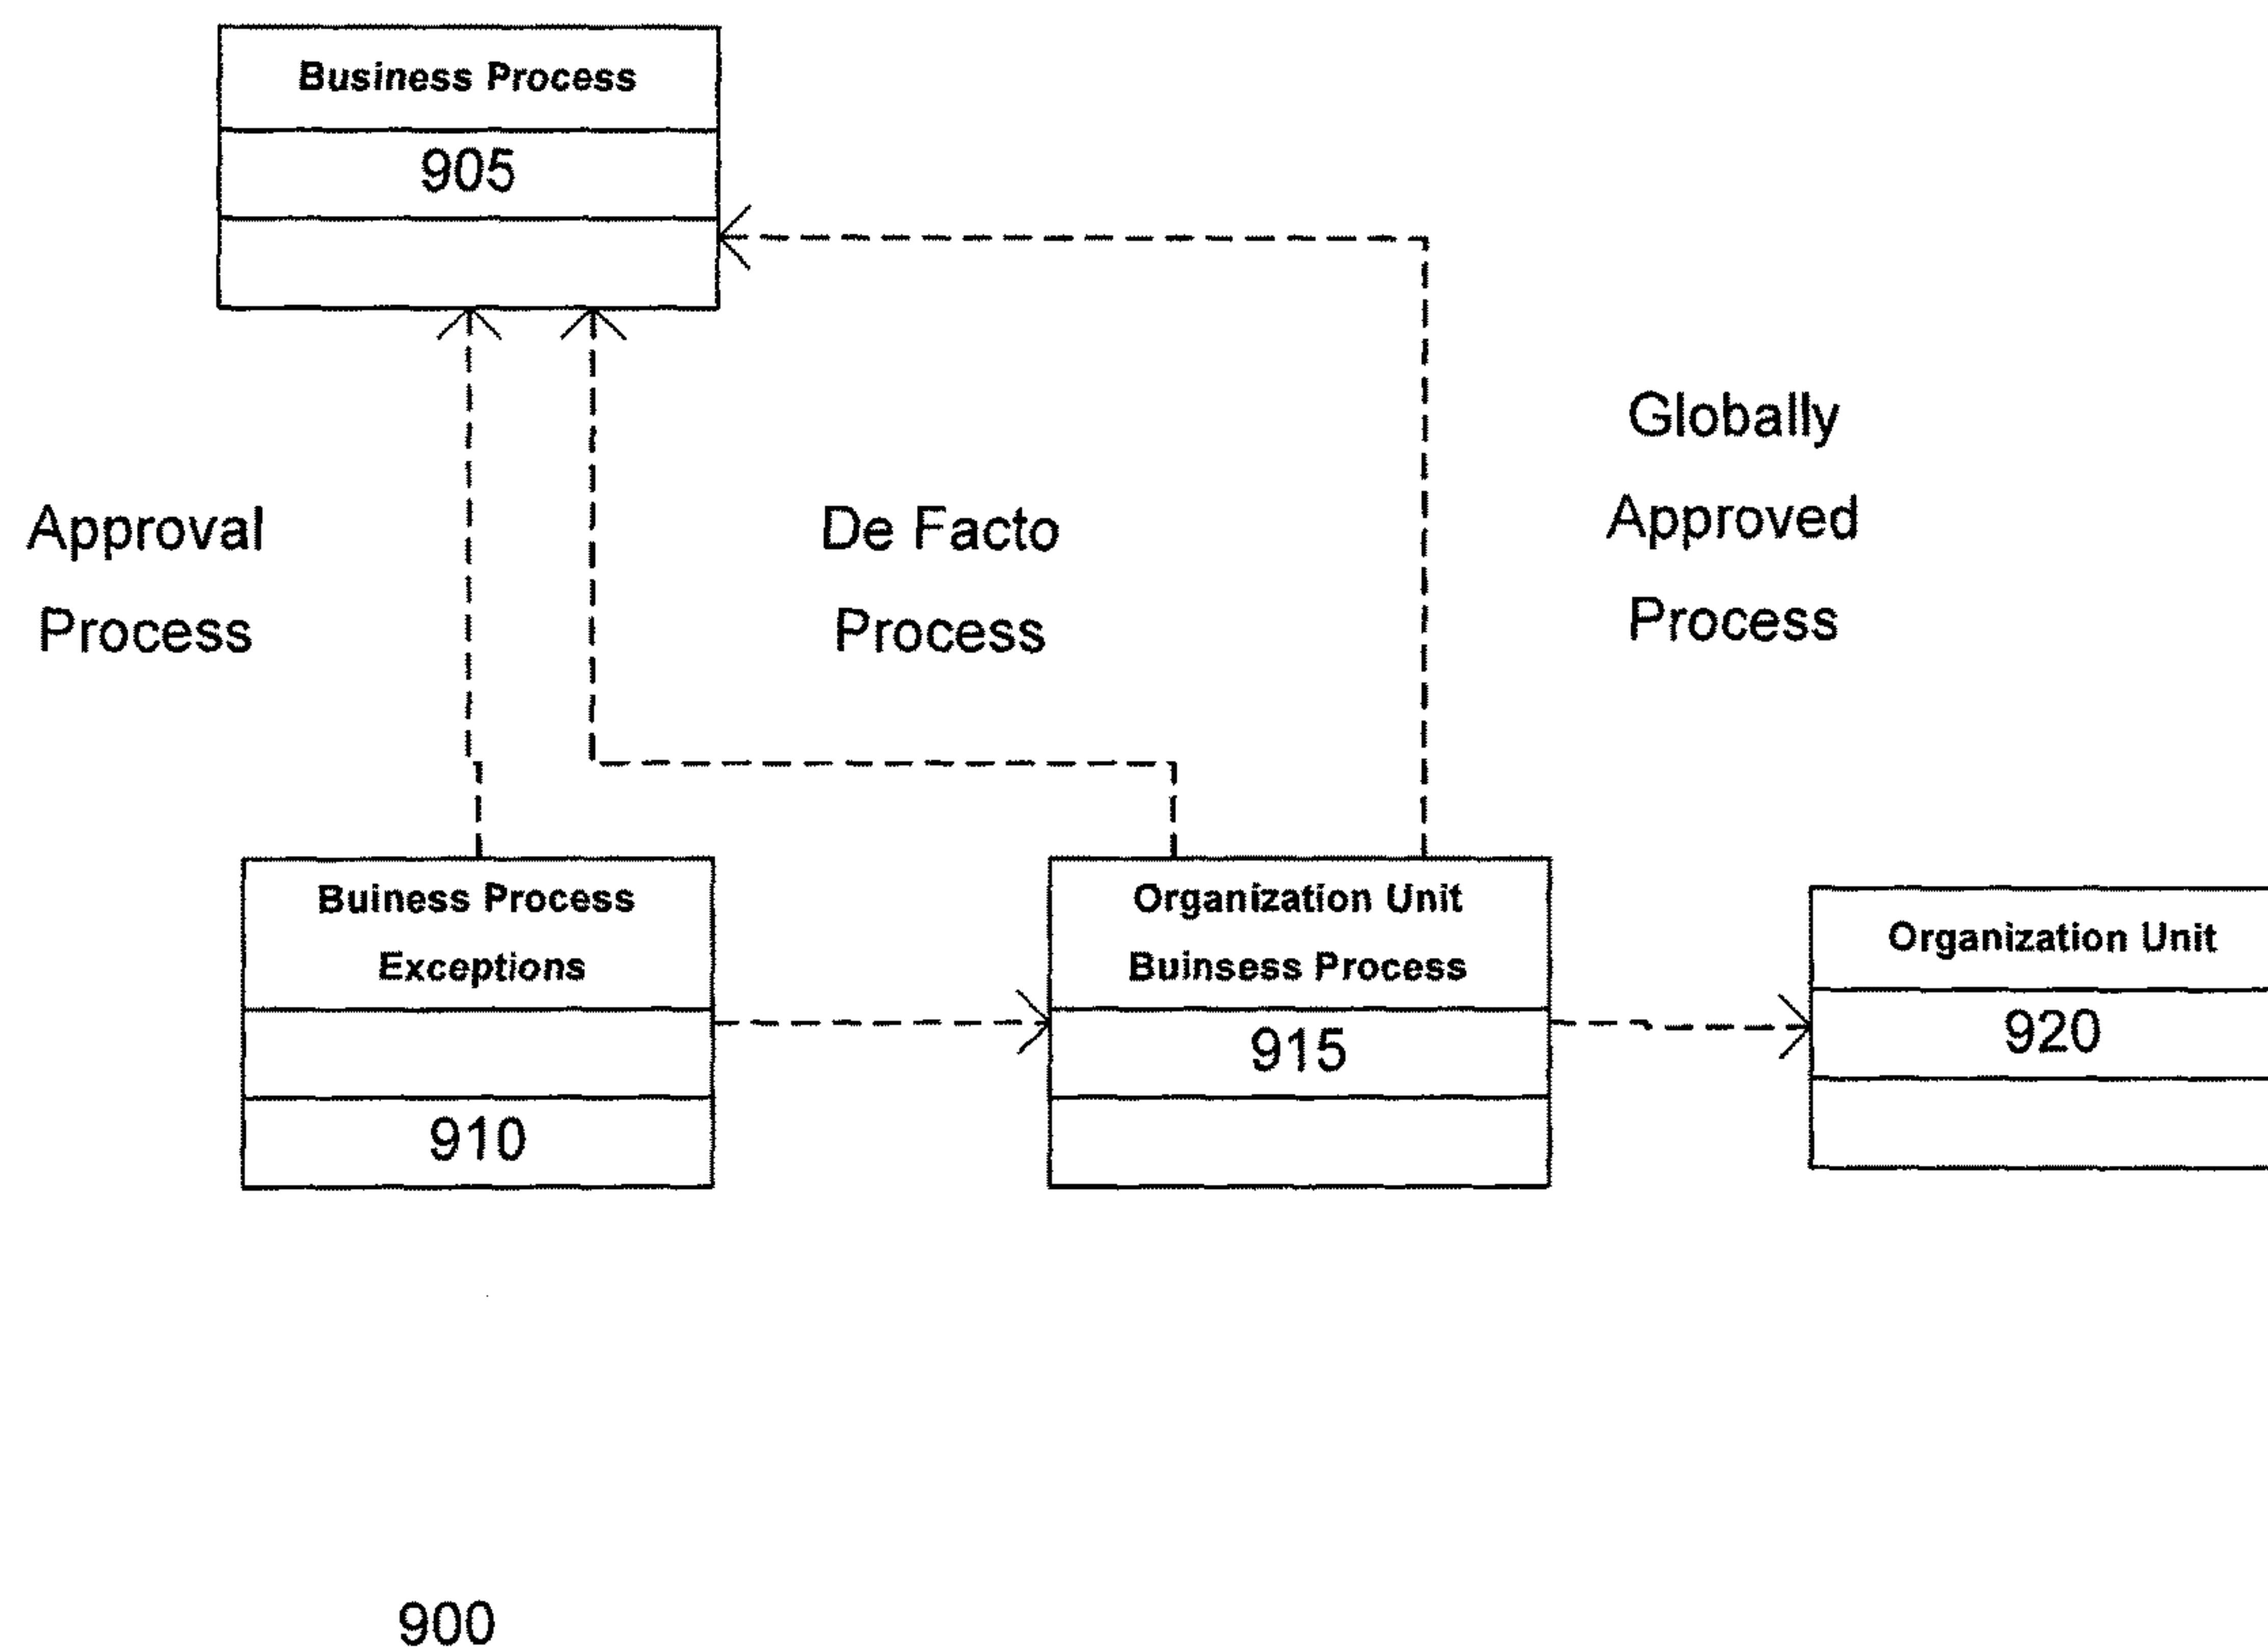 Business Process
905
Globally
Approved
Process
Approval
Process
De Facto
Process
Buiness Process
Exceptions
910
Organization Unit
Buinsess Process
915
Organization Unit
920
900